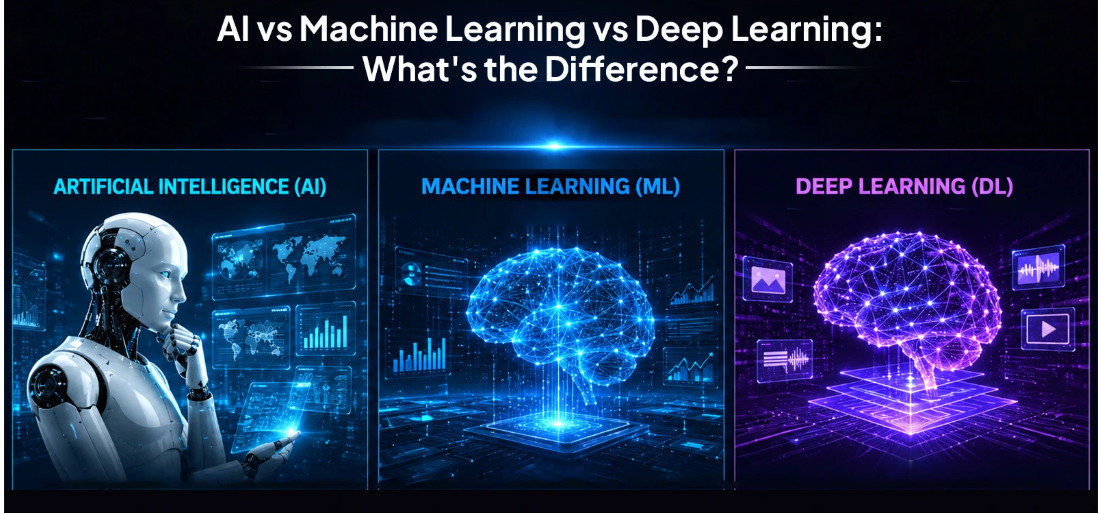 AI vs Machine Learning vs Deep Learning:
What's the Difference?
ARTIFICIAL INTELLIGENCE (AI)
MACHINE LEARNING (ML)
DEEP LEARNING (DL)